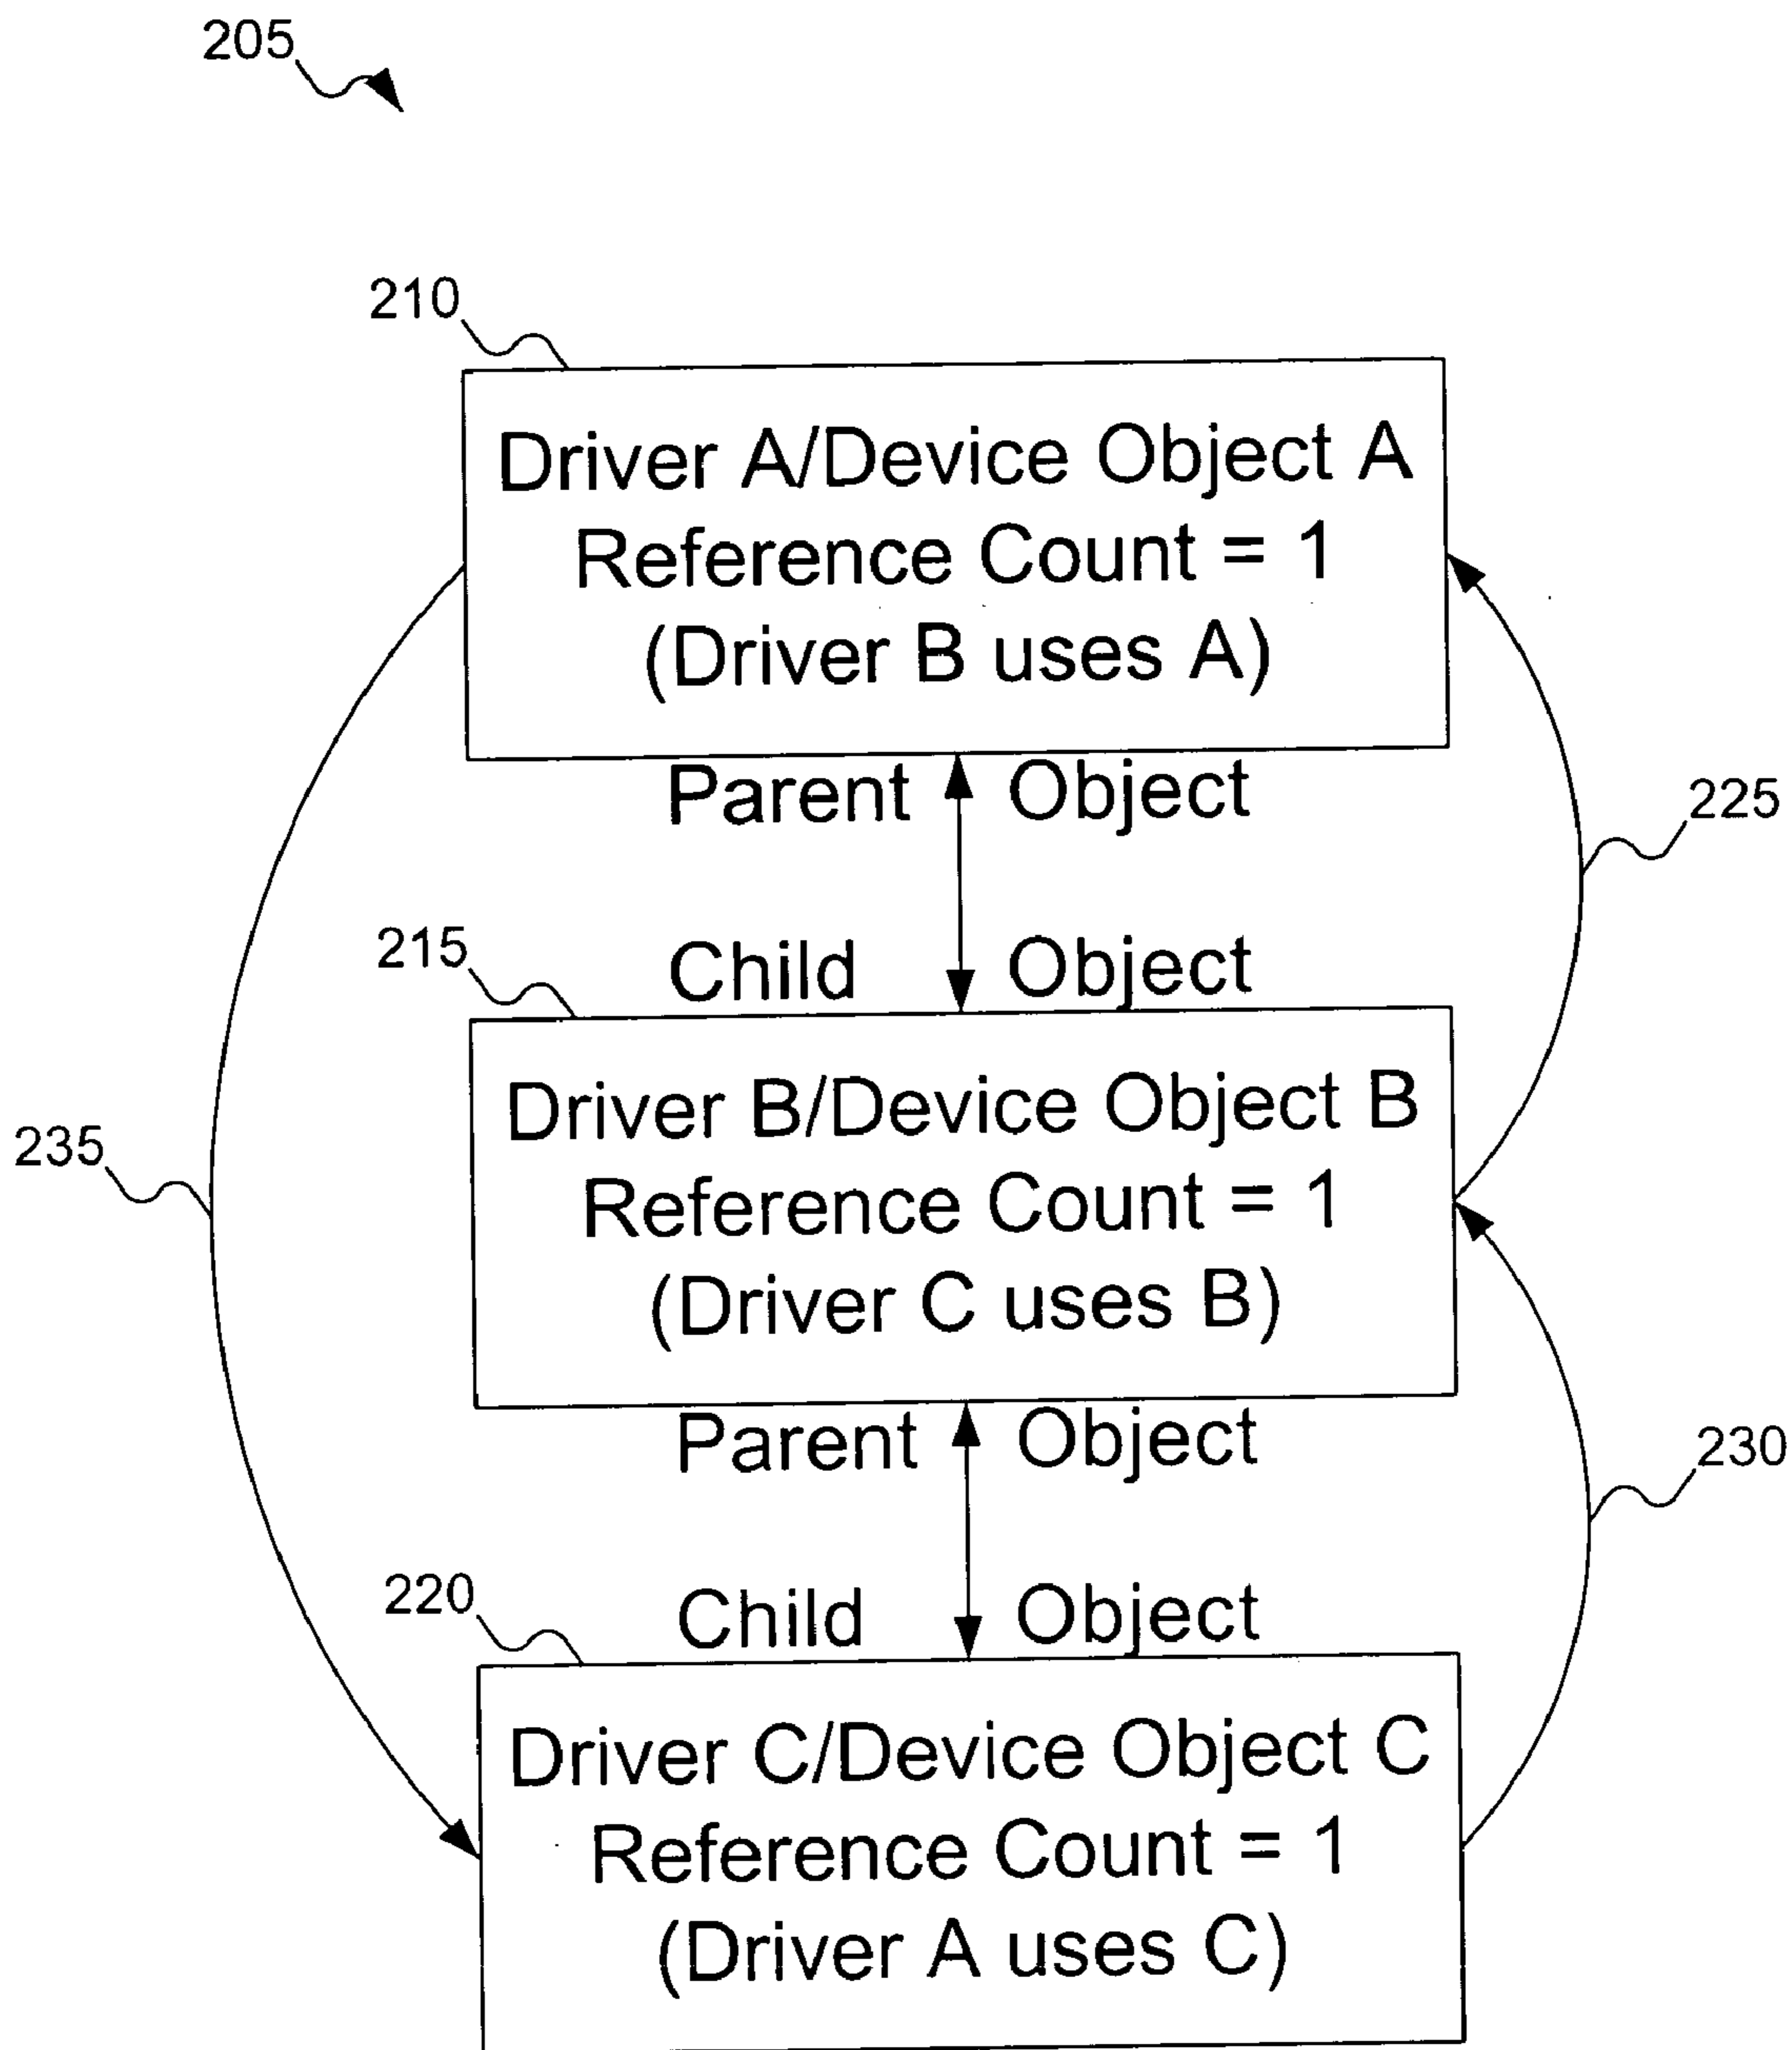 205
210
Driver A/Device Object A
Reference Count = 1
(Driver B uses A)
Parent Object
225
215
Child Object
Driver B/Device Object B
235
Reference Count = 1
(Driver C uses B)
Parent Object
230
220
Child Object
Driver C/Device Object C
Reference Count = 1
(Driver A uses C)